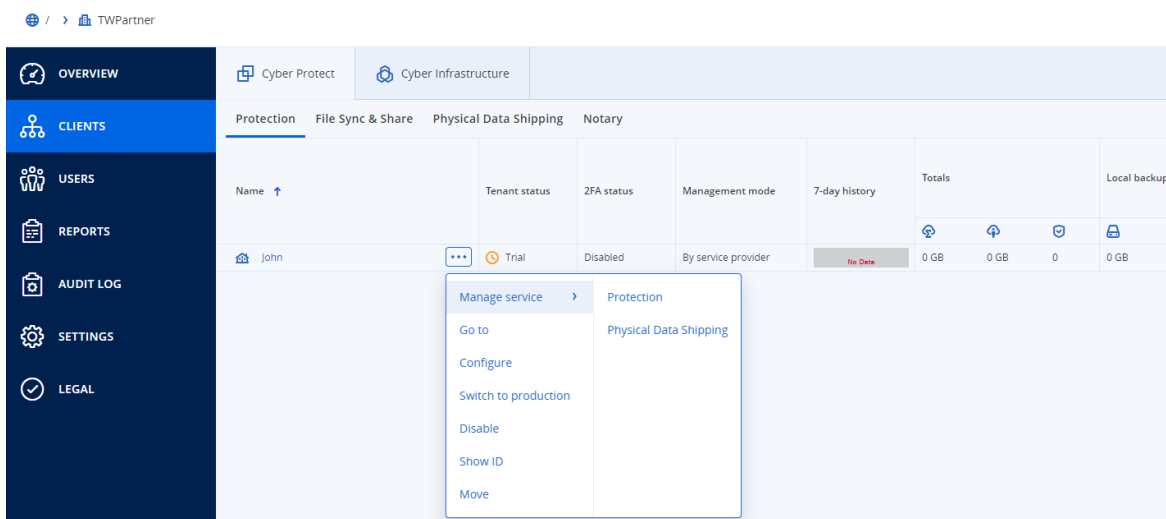 / > TWPartner
OVERVIEW
CLIENTS
USERS
REPORTS
AUDIT LOG
SETTINGS
LEGAL
Cyber Protect Cyber Infrastructure
Protection File Sync & Share Physical Data Shipping Notary
Name ↑ Tenant status 2FA status Management mode 7-day history Totals Local backup
John ••• Trial Disabled By service provider No Data 0 GB 0 GB 0 0 GB
Manage service > Protection
Go to Physical Data Shipping
Configure
Switch to production
Disable
Show ID
Move